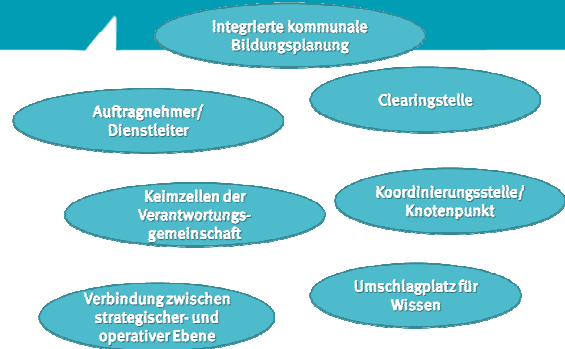 Integrierte kommunale
Bildungsplanung
Auftragnehmer/
Dienstleiter
Clearingstelle
Keimzellen der
Verantwortungs-
gemeinschaft
Koordinierungsstelle/
Knotenpunkt
Verbindung zwischen
strategischer- und
operativer Ebene
Umschlagplatz für
Wissen